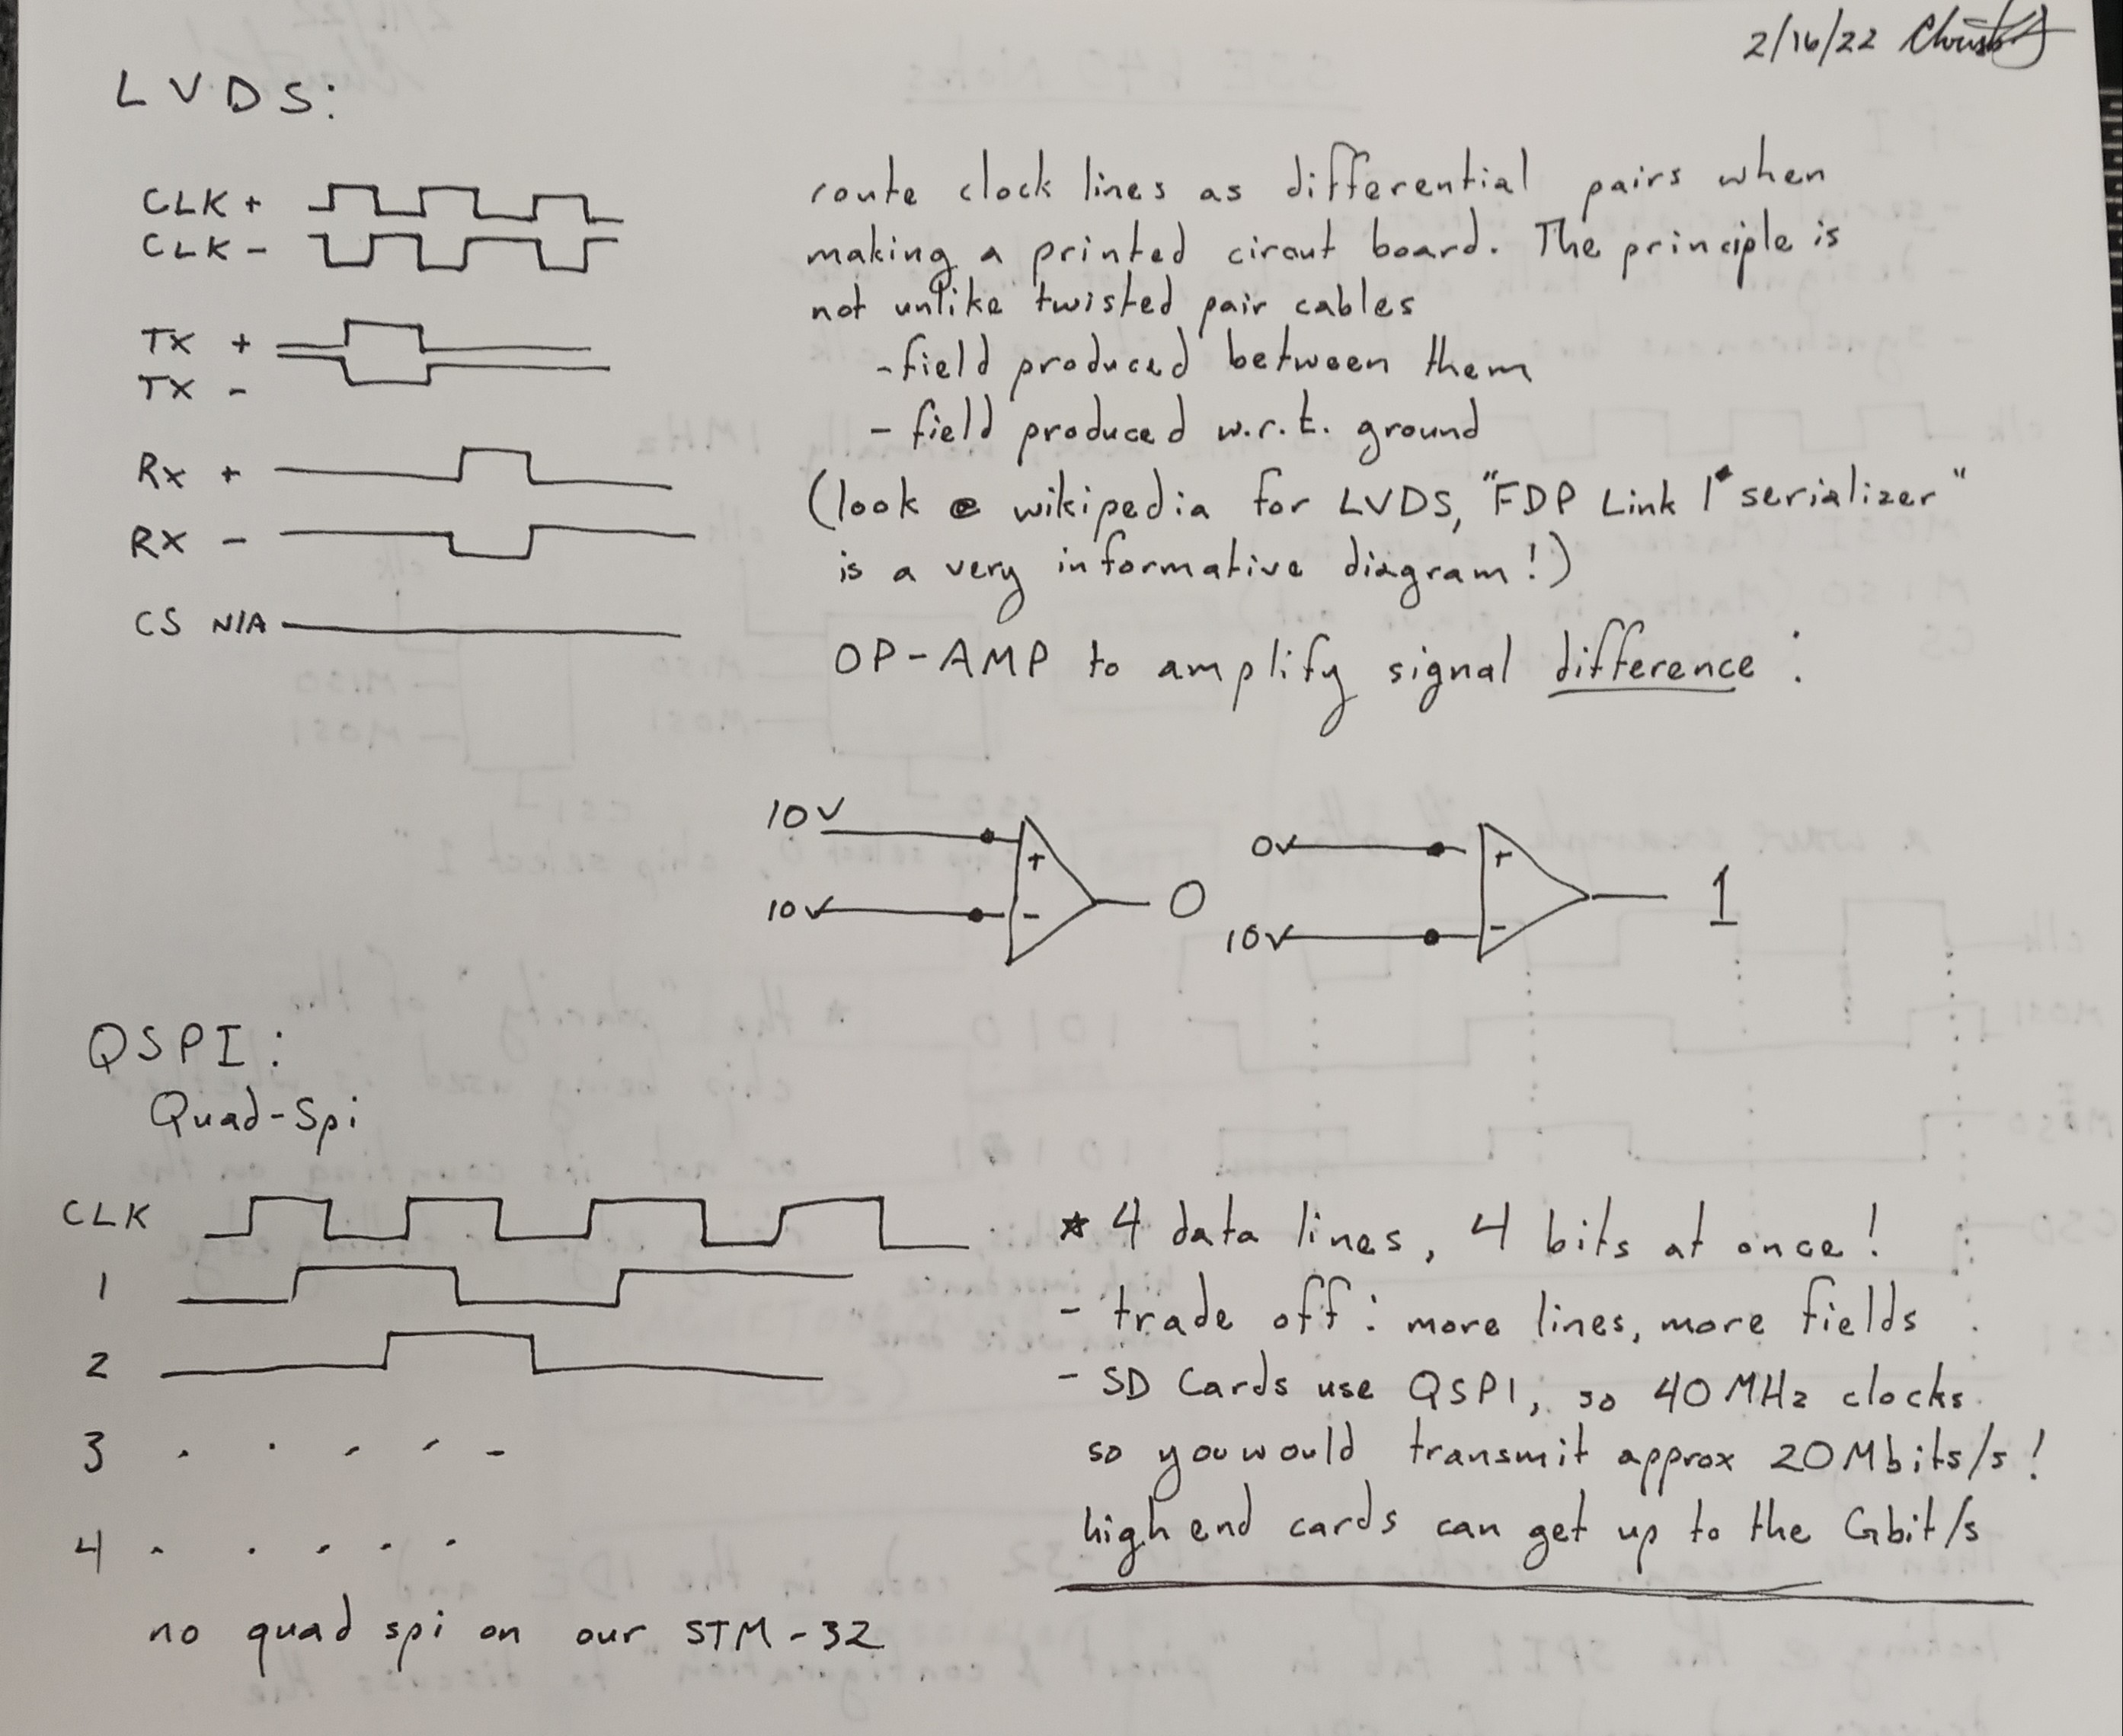 2/16/22
LVDS:
CLK +
CLK -
TX +
TX -
Rx +
RX -
CS N/A
route clock lines as differential pairs when
making a printed circut board. The principle is
not unlike twisted pair cables
- field produced between them
- field produced w.r.t. ground
(look @ wikipedia for LVDS, "FDP Link 1 serializer"
is a very informative diagram!)
OP-AMP to amplify signal difference:
10V
+
10V
-
0
0V
+
10V
-
1
QSPI:
Quad-Spi
CLK
1
2
3
4
no quad spi on our STM-32
* 4 data lines, 4 bits at once!
- trade off: more lines, more fields
- SD Cards use QSPI, so 40MHz clocks
so you would transmit approx 20Mbits/s!
high end cards can get up to the Gbit/s